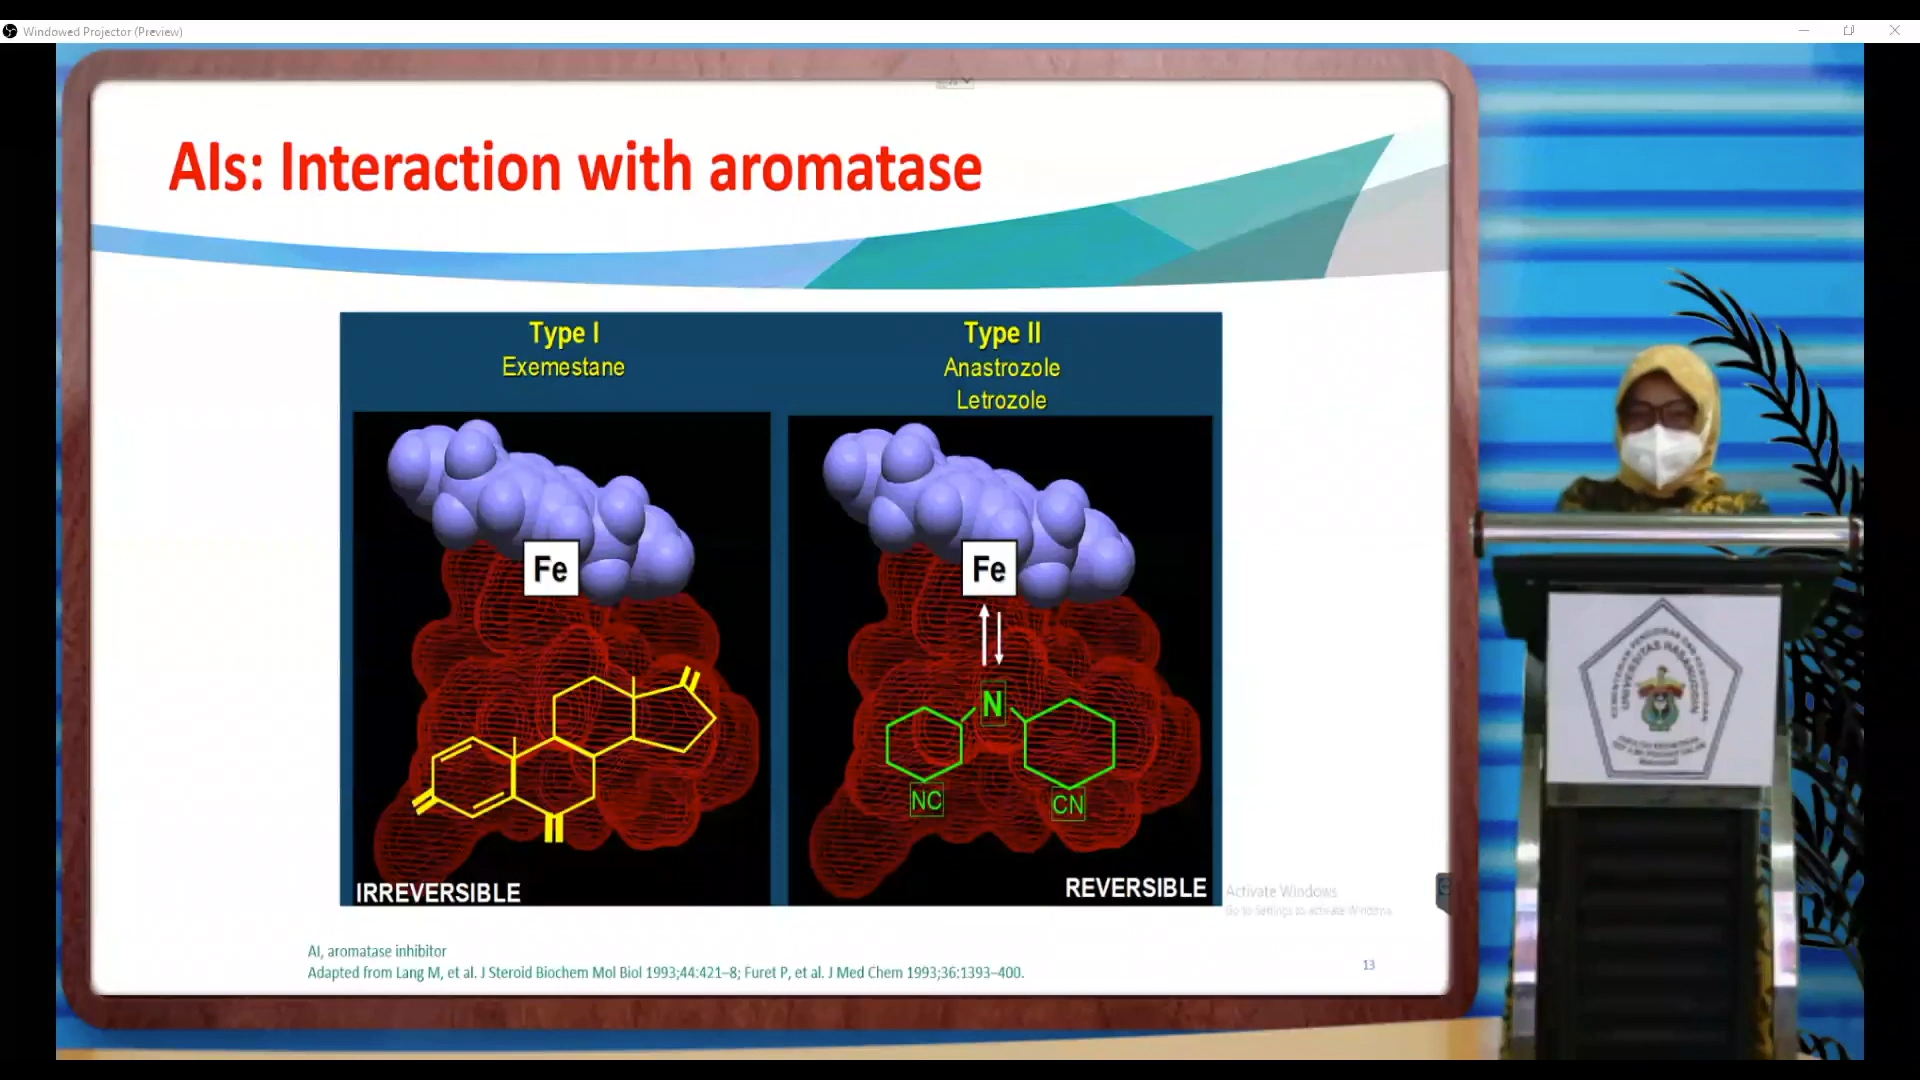 Windowed Projector (Preview)
AIs: Interaction with aromatase
Type I
Exemestane
Type II
Anastrozole
Letrozole
Fe
Fe
N
NC
CN
IRREVERSIBLE
REVERSIBLE
Activate Windows
Go to Settings to activate Windows.
AI, aromatase inhibitor
Adapted from Lang M, et al. J Steroid Biochem Mol Biol 1993;44:421–8; Furet P, et al. J Med Chem 1993;36:1393–400.
13
UNIVERSITAS HASANUDDIN